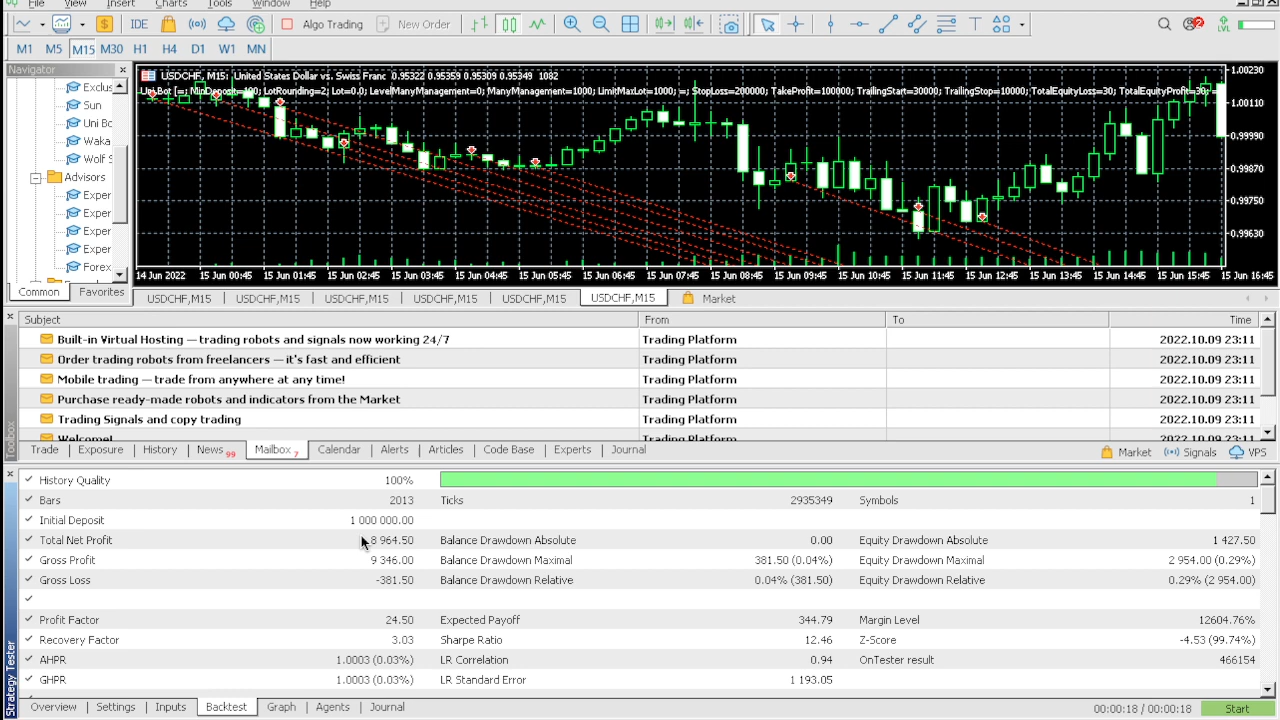 File View Insert Charts Tools Window Help
IDE Algo Trading New Order 2 LVL
M1 M5 M15 M30 H1 H4 D1 W1 MN
Navigator
Exclus
Sun
Uni Bo
Waka
Wolf S
Advisors
Exper
Exper
Exper
Exper
Forex
Common Favorites
USDCHF, M15: United States Dollar vs. Swiss Franc 0.95322 0.95359 0.95309 0.95349 1082
Uni Bot [=; MinDeposit=100; LotRounding=2; Lot=0.0; LevelManyManagement=0; ManyManagement=1000; LimitMaxLot=1000; =; StopLoss=200000; TakeProfit=100000; TrailingStart=30000; TrailingStop=10000; TotalEquityLoss=30; TotalEquityProfit=30; =
1.00230
1.00110
0.99990
0.99870
0.99750
0.99630
14 Jun 2022 15 Jun 00:45 15 Jun 01:45 15 Jun 02:45 15 Jun 03:45 15 Jun 04:45 15 Jun 05:45 15 Jun 06:45 15 Jun 07:45 15 Jun 08:45 15 Jun 09:45 15 Jun 10:45 15 Jun 11:45 15 Jun 12:45 15 Jun 13:45 15 Jun 14:45 15 Jun 15:45 15 Jun 16:45
USDCHF,M15 USDCHF,M15 USDCHF,M15 USDCHF,M15 USDCHF,M15 USDCHF,M15 Market
Subject From To Time
Built-in Virtual Hosting — trading robots and signals now working 24/7 Trading Platform 2022.10.09 23:11
Order trading robots from freelancers — it's fast and efficient Trading Platform 2022.10.09 23:11
Mobile trading — trade from anywhere at any time! Trading Platform 2022.10.09 23:11
Purchase ready-made robots and indicators from the Market Trading Platform 2022.10.09 23:11
Trading Signals and copy trading Trading Platform 2022.10.09 23:11
Welcome! Trading Platform 2022.10.09 23:11
Toolbox
Trade Exposure History News 99 Mailbox 7 Calendar Alerts Articles Code Base Experts Journal Market Signals VPS
History Quality 100%
Bars 2013 Ticks 2935349 Symbols 1
Initial Deposit 1 000 000.00
Total Net Profit 8 964.50 Balance Drawdown Absolute 0.00 Equity Drawdown Absolute 1 427.50
Gross Profit 9 346.00 Balance Drawdown Maximal 381.50 (0.04%) Equity Drawdown Maximal 2 954.00 (0.29%)
Gross Loss -381.50 Balance Drawdown Relative 0.04% (381.50) Equity Drawdown Relative 0.29% (2 954.00)
Profit Factor 24.50 Expected Payoff 344.79 Margin Level 12604.76%
Recovery Factor 3.03 Sharpe Ratio 12.46 Z-Score -4.53 (99.74%)
AHPR 1.0003 (0.03%) LR Correlation 0.94 OnTester result 466154
GHPR 1.0003 (0.03%) LR Standard Error 1 193.05
Strategy Tester
Overview Settings Inputs Backtest Graph Agents Journal 00:00:18 / 00:00:18 Start